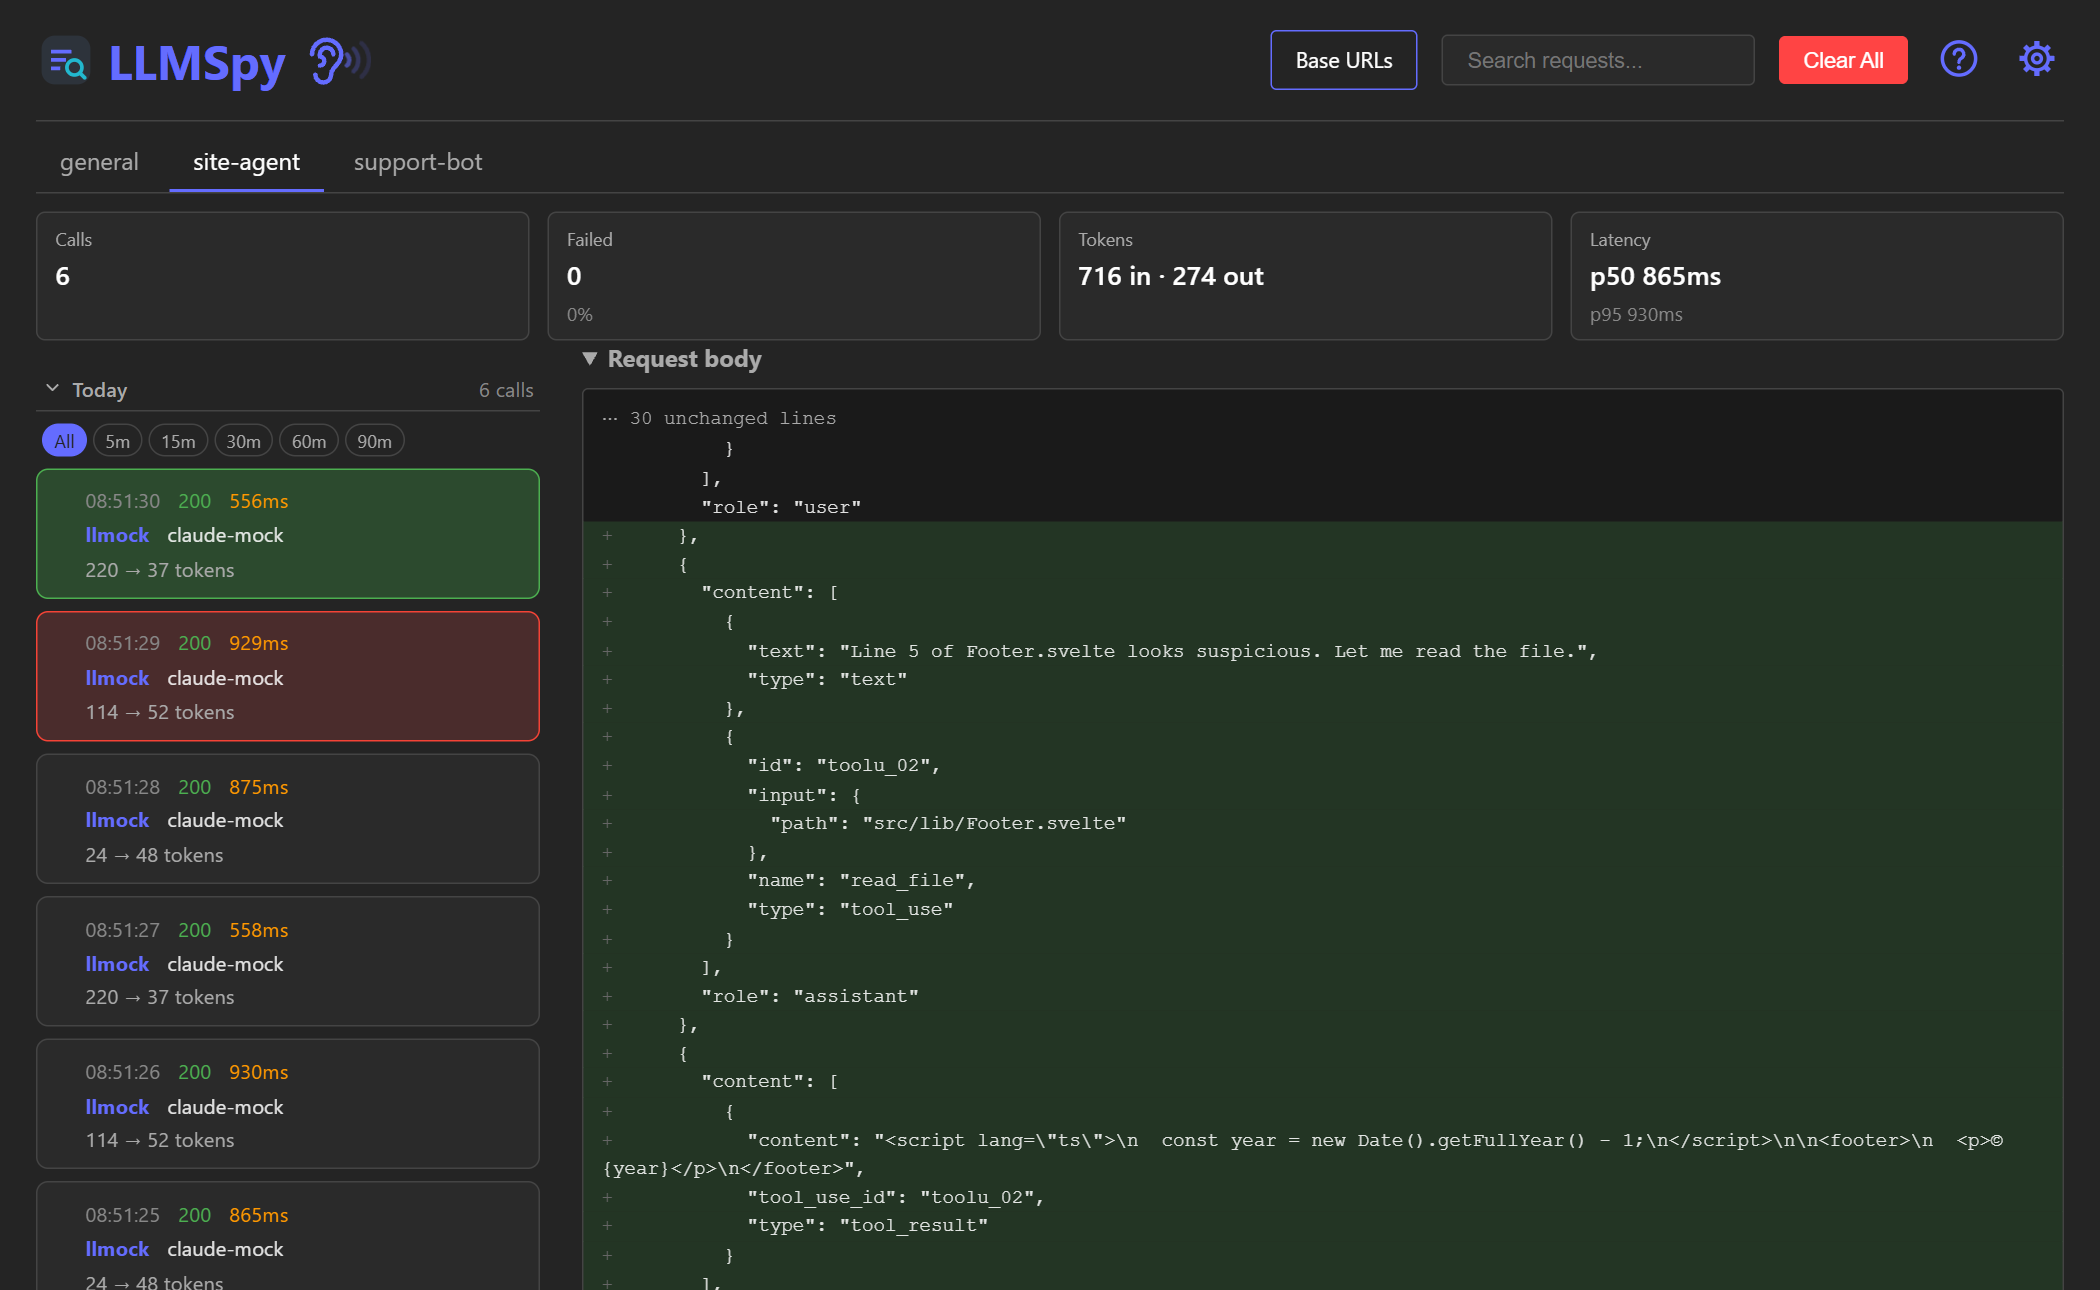 LLMSpy
Base URLs
Search requests...
Clear All
general
site-agent
support-bot
Calls
6
Failed
0
0%
Tokens
716 in · 274 out
Latency
p50 865ms
p95 930ms
Today
6 calls
All
5m
15m
30m
60m
90m
08:51:30 200 556ms
llmock claude-mock
220 → 37 tokens
08:51:29 200 929ms
llmock claude-mock
114 → 52 tokens
08:51:28 200 875ms
llmock claude-mock
24 → 48 tokens
08:51:27 200 558ms
llmock claude-mock
220 → 37 tokens
08:51:26 200 930ms
llmock claude-mock
114 → 52 tokens
08:51:25 200 865ms
llmock claude-mock
24 → 48 tokens
▼ Request body
··· 30 unchanged lines
}
],
"role": "user"
+ },
+ {
+ "content": [
+ {
+ "text": "Line 5 of Footer.svelte looks suspicious. Let me read the file.",
+ "type": "text"
+ },
+ {
+ "id": "toolu_02",
+ "input": {
+ "path": "src/lib/Footer.svelte"
+ },
+ "name": "read_file",
+ "type": "tool_use"
+ }
+ ],
+ "role": "assistant"
+ },
+ {
+ "content": [
+ {
+ "content": "<script lang=\"ts\">\n  const year = new Date().getFullYear() - 1;\n</script>\n\n<footer>\n  <p>©
{year}</p>\n</footer>",
+ "tool_use_id": "toolu_02",
+ "type": "tool_result"
+ }
+ ],